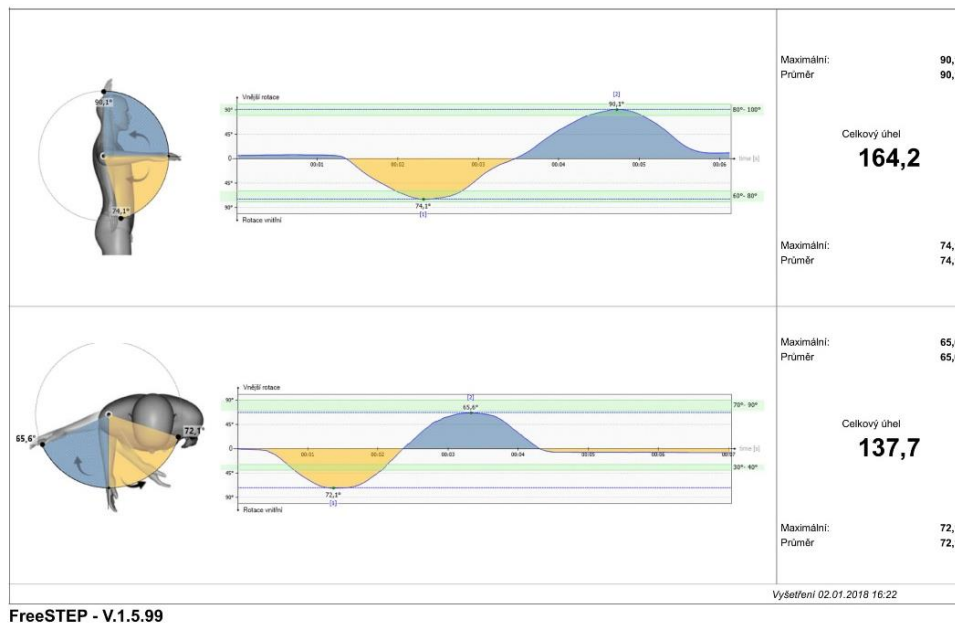 90,1°
74,1°
Vnější rotace
90°
45°
0
45°
90°
Rotace vnitřní
[2]
90,1°
80°- 100°
00:01
00:02
00:03
00:04
00:05
00:06
time [s]
60°- 80°
74,1°
[1]
Maximální: 90,
Průměr 90,
Celkový úhel
164,2
Maximální: 74,
Průměr 74,
65,6°
72,1°
Vnější rotace
90°
45°
0
45°
90°
Rotace vnitřní
[2]
65,6°
70°- 90°
00:01
00:02
00:03
00:04
00:05
00:06
00:07
time [s]
30°- 40°
72,1°
[1]
Maximální: 65,
Průměr 65,
Celkový úhel
137,7
Maximální: 72,
Průměr 72,
Vyšetření 02.01.2018 16:22
FreeSTEP - V.1.5.99